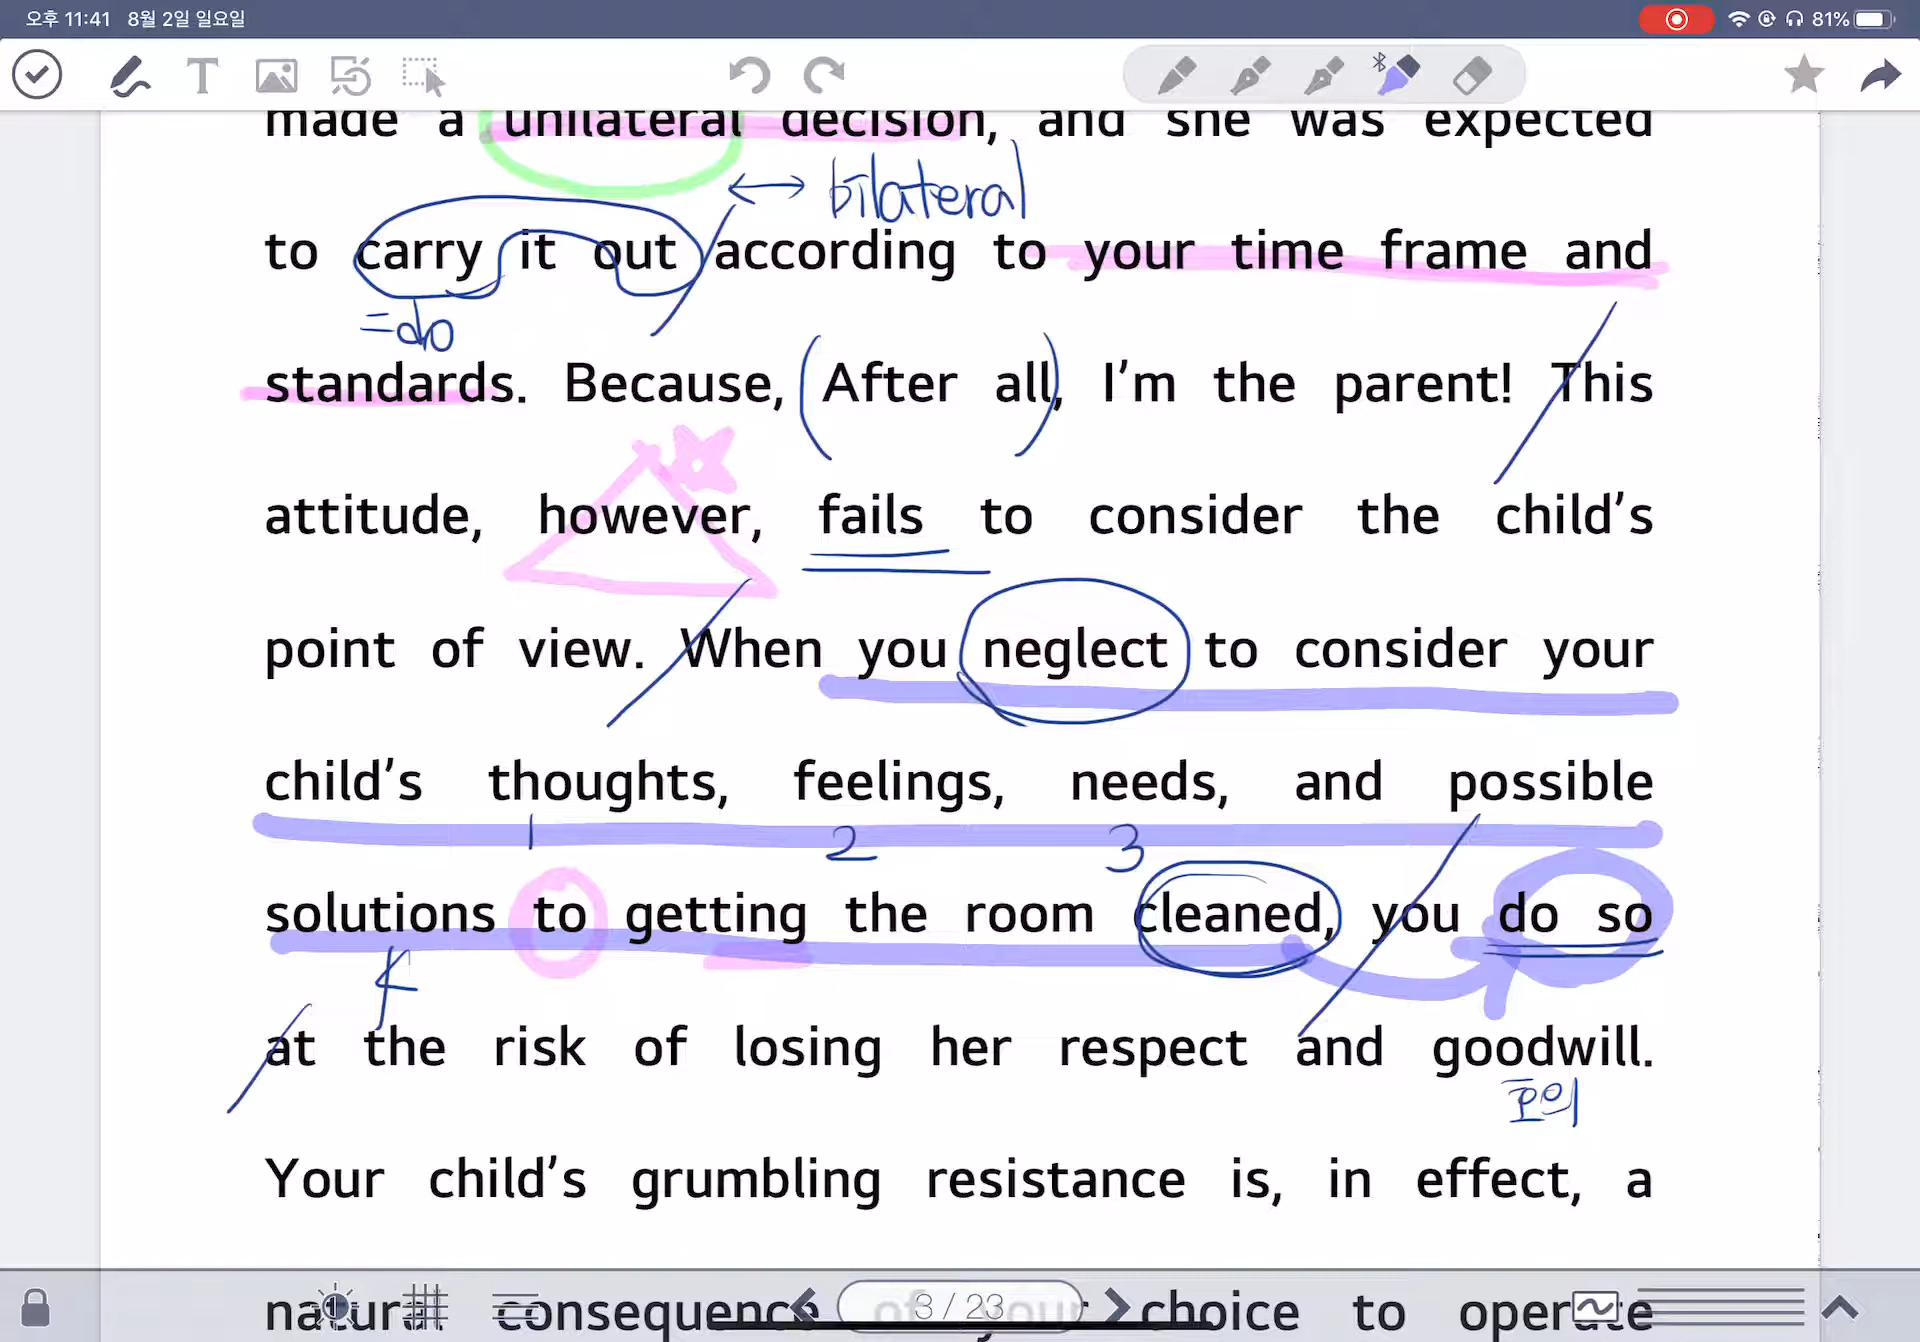 오후 11:41 8월 2일 일요일 81%
T
made a unilateral decision, and she was expected
↔ bilateral
to carry it out according to your time frame and
=do
standards. Because, (After all), I'm the parent! This
attitude, however, fails to consider the child's
point of view. When you neglect to consider your
child's thoughts, feelings, needs, and possible
1 2 3
solutions to getting the room cleaned, you do so
4
at the risk of losing her respect and goodwill.
호의
Your child's grumbling resistance is, in effect, a
3 / 23
natural consequence of your choice to operate